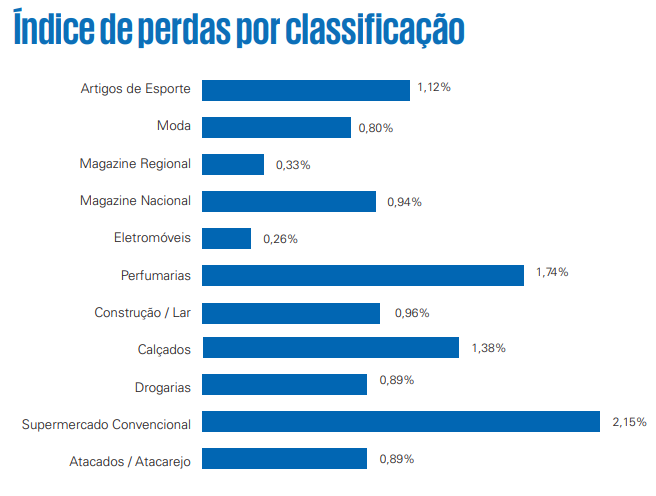 Índice de perdas por classificação
Artigos de Esporte 1,12%
Moda 0,80%
Magazine Regional 0,33%
Magazine Nacional 0,94%
Eletromóveis 0,26%
Perfumarias 1,74%
Construção / Lar 0,96%
Calçados 1,38%
Drogarias 0,89%
Supermercado Convencional 2,15%
Atacados / Atacarejo 0,89%